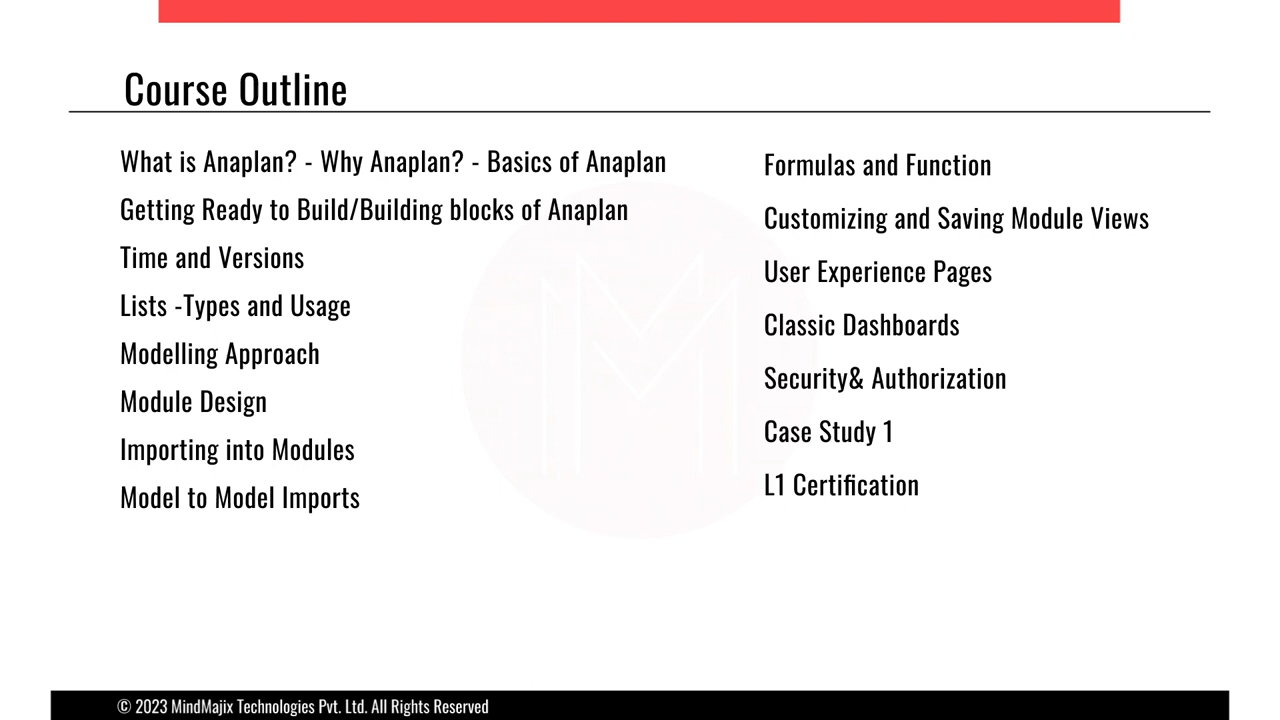 Course Outline
What is Anaplan? - Why Anaplan? - Basics of Anaplan
Getting Ready to Build/Building blocks of Anaplan
Time and Versions
Lists -Types and Usage
Modelling Approach
Module Design
Importing into Modules
Model to Model Imports
Formulas and Function
Customizing and Saving Module Views
User Experience Pages
Classic Dashboards
Security& Authorization
Case Study 1
L1 Certification
© 2023 MindMajix Technologies Pvt. Ltd. All Rights Reserved